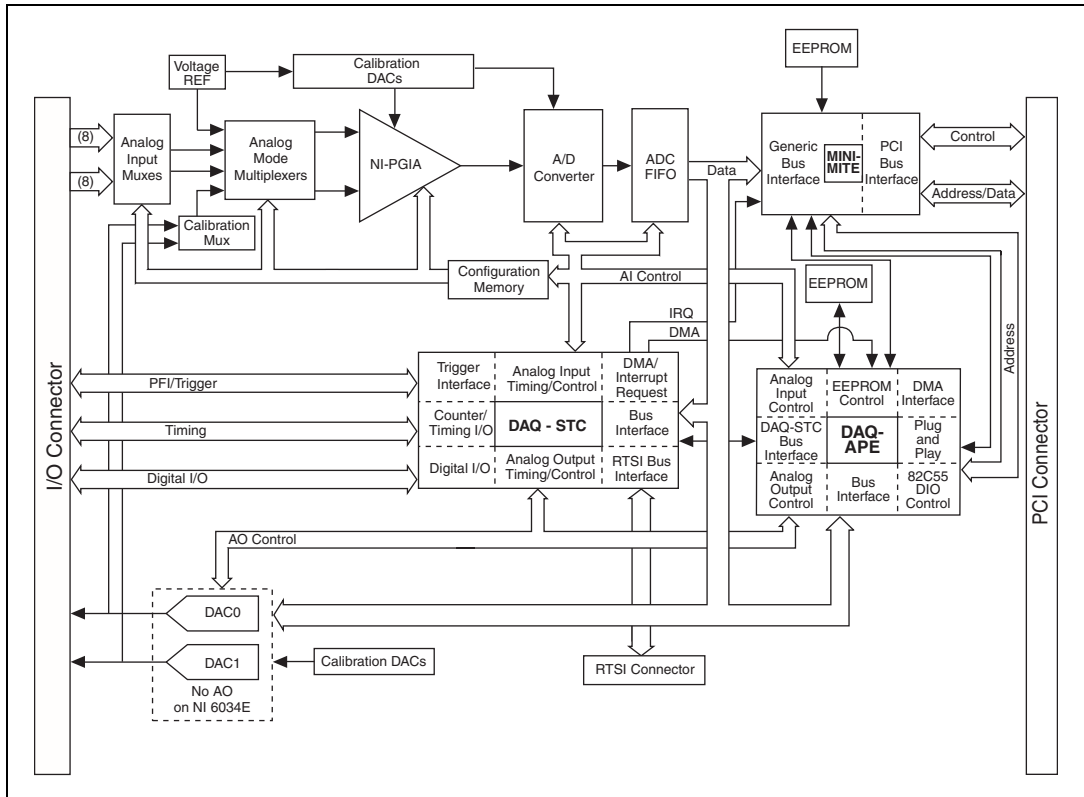 EEPROM
Voltage
REF
Calibration
DACs
(8)
(8)
Analog
Input
Muxes
Analog
Mode
Multiplexers
NI-PGIA
A/D
Converter
ADC
FIFO
Data
Generic
Bus
Interface
MINI-
MITE
PCI
Bus
Interface
Control
Address/Data
Calibration
Mux
Configuration
Memory
AI Control
EEPROM
IRQ
DMA
Address
I/O Connector
PCI Connector
PFI/Trigger
Timing
Digital I/O
Trigger
Interface
Analog Input
Timing/Control
DMA/
Interrupt
Request
Counter/
Timing I/O
DAQ - STC
Bus
Interface
Digital I/O
Analog Output
Timing/Control
RTSI Bus
Interface
Analog
Input
Control
EEPROM
Control
DMA
Interface
DAQ-STC
Bus
Interface
DAQ-
APE
Plug
and
Play
Analog
Output
Control
Bus
Interface
82C55
DIO
Control
AO Control
DAC0
DAC1
No AO
on NI 6034E
Calibration DACs
RTSI Connector